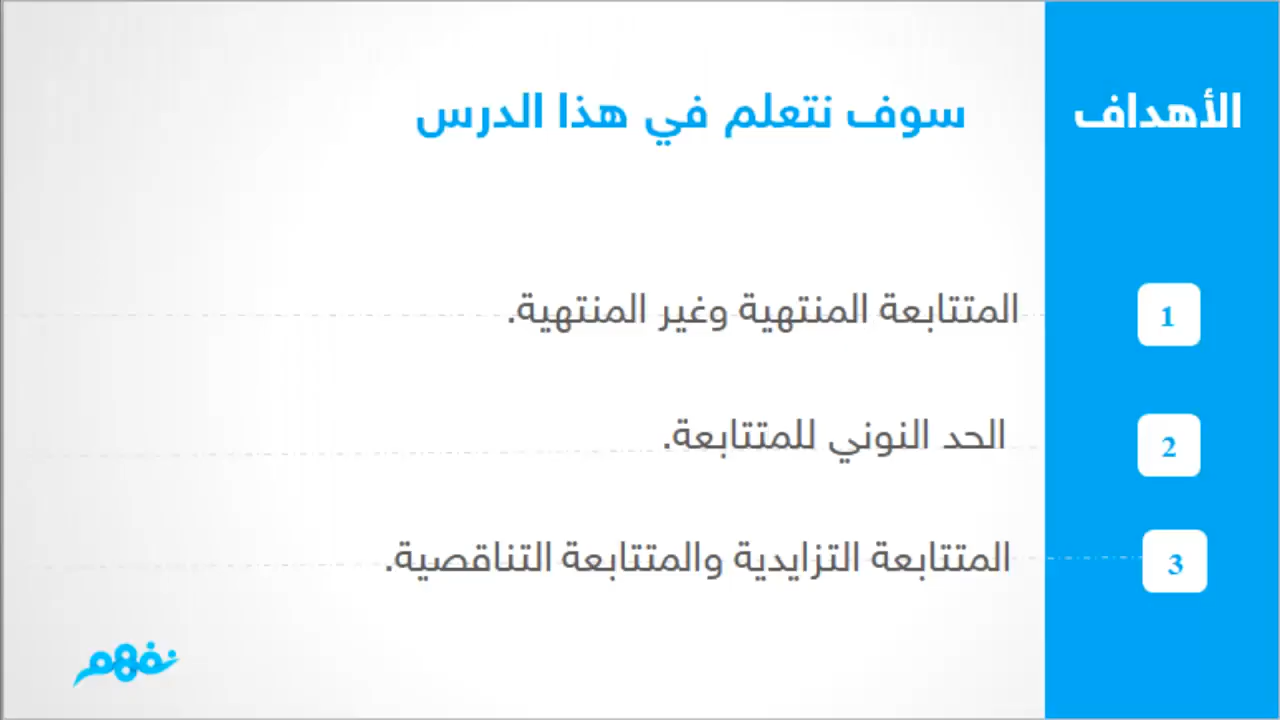 الأهداف
سوف نتعلم في هذا الدرس
1 المتتابعة المنتهية وغير المنتهية.
2 الحد النوني للمتتابعة.
3 المتتابعة التزايدية والمتتابعة التناقصية.
نفهم